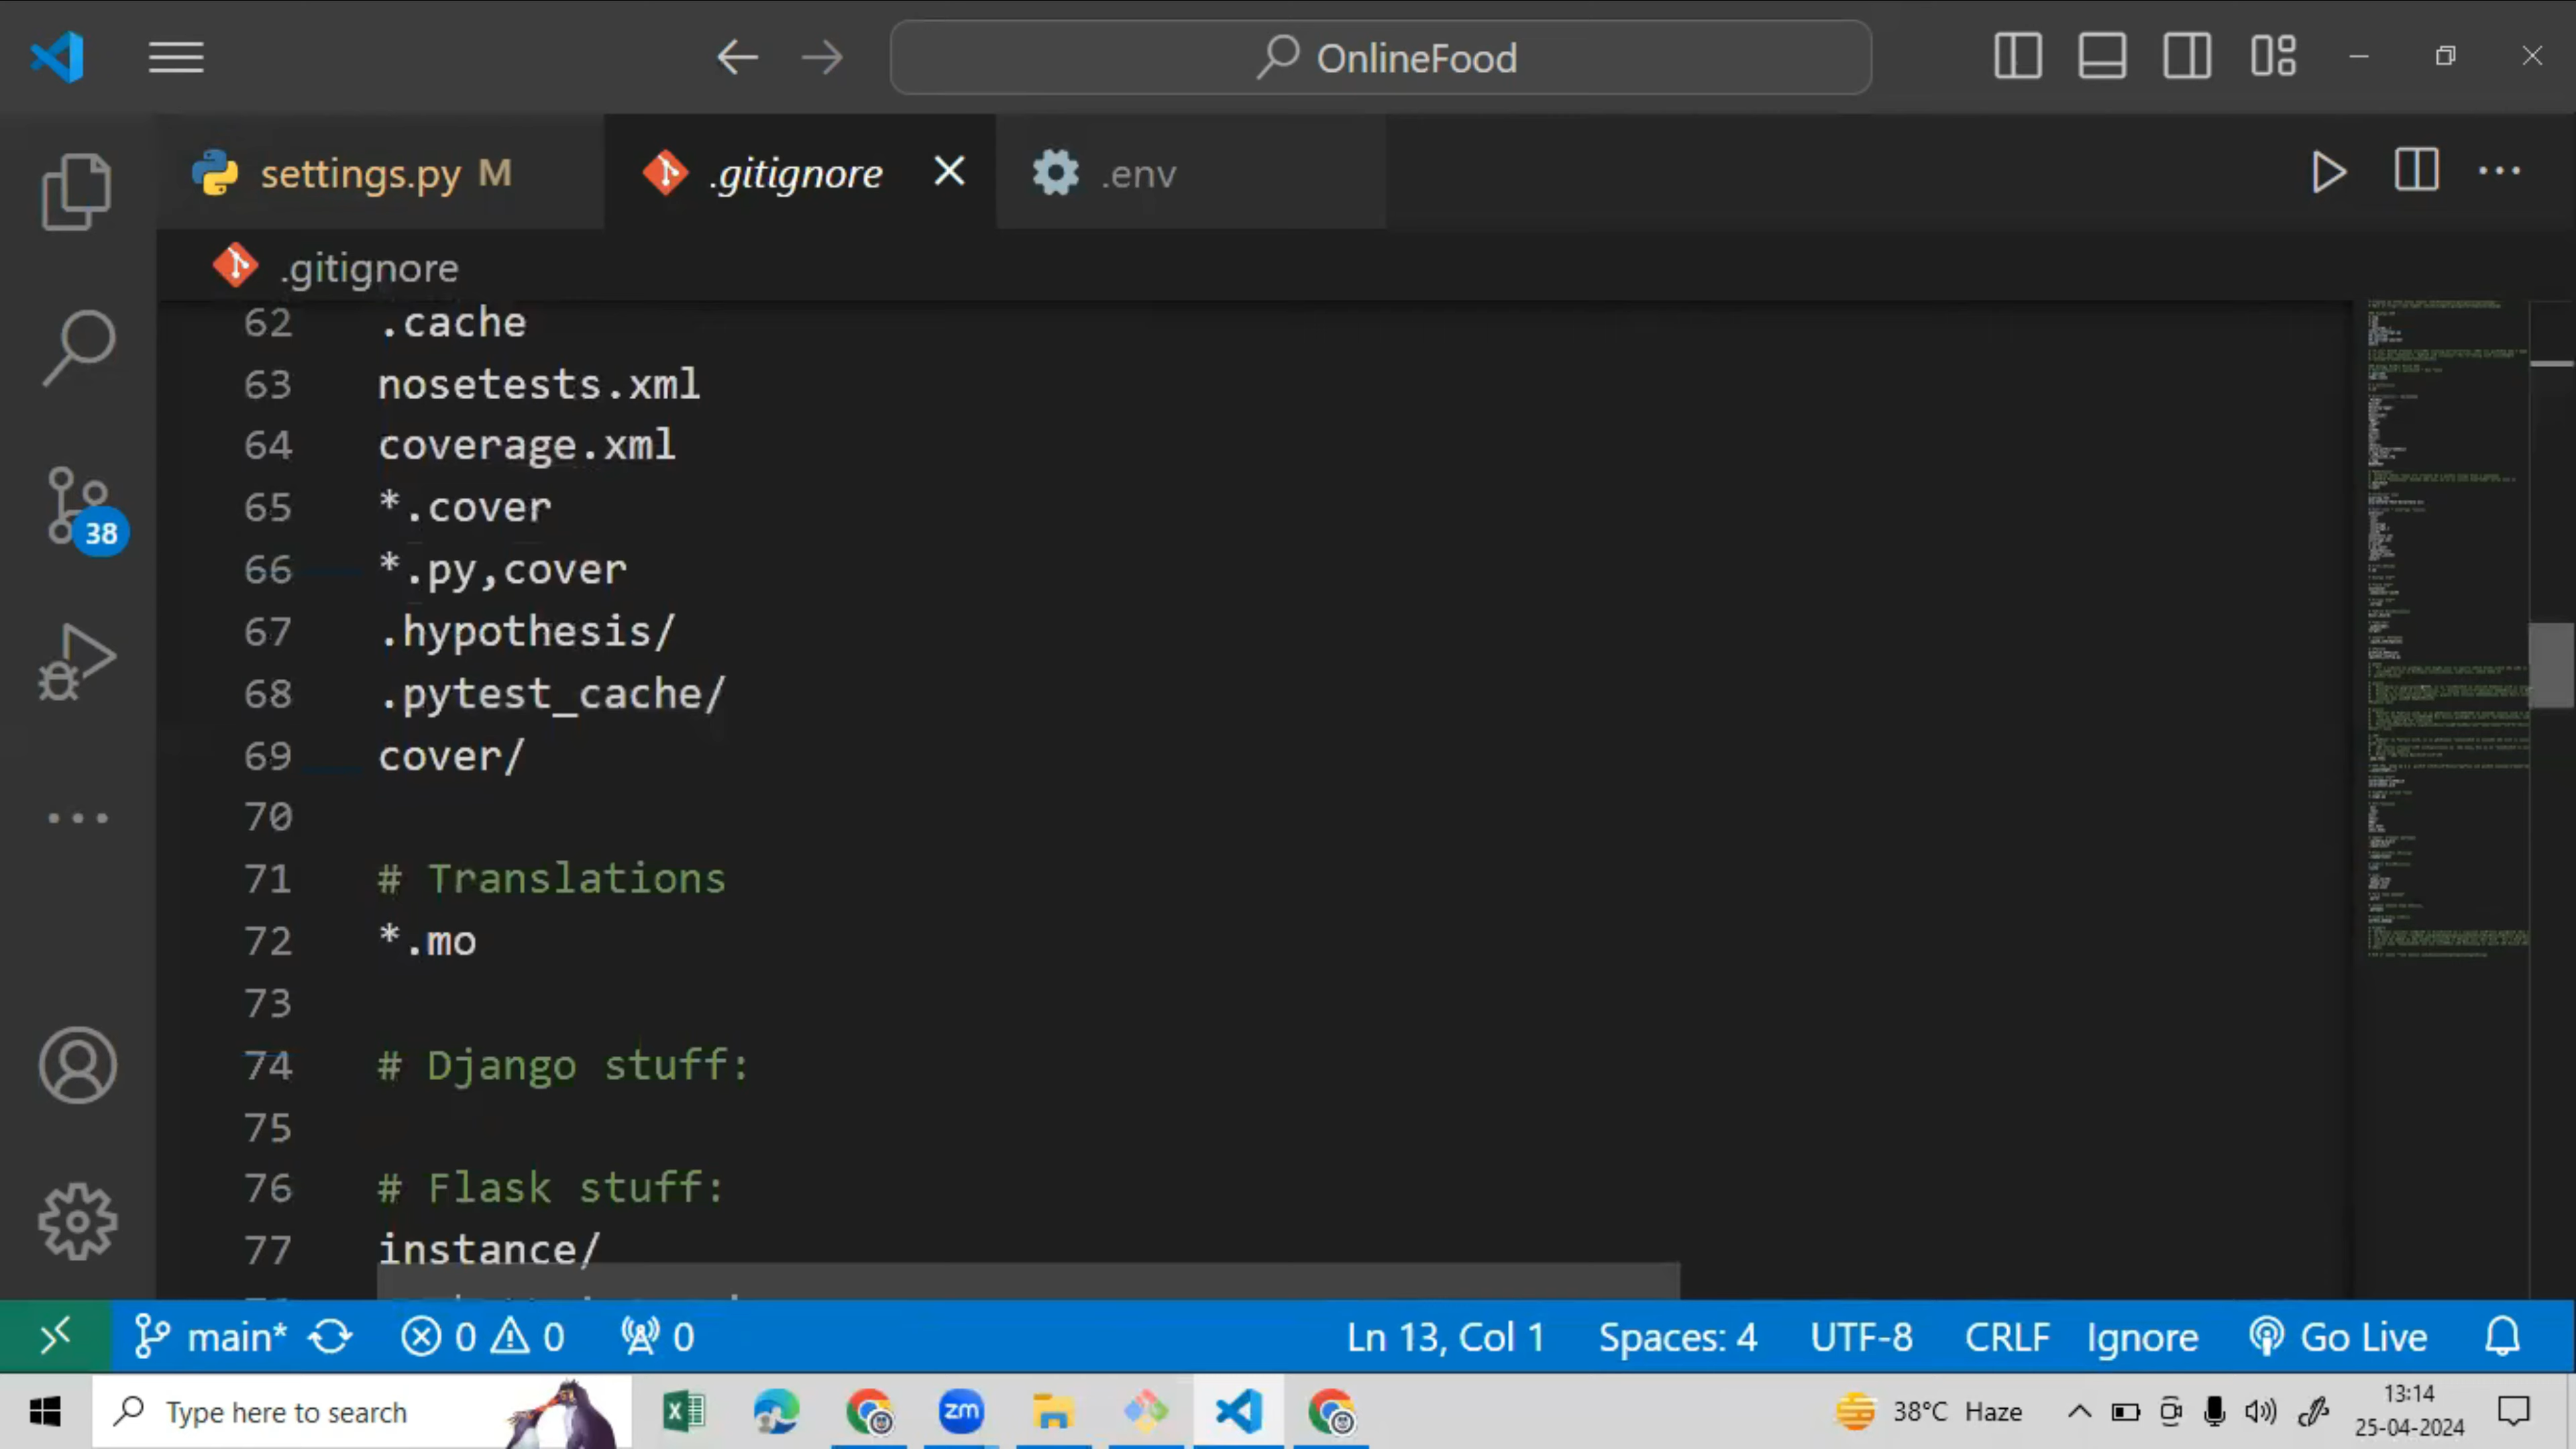 OnlineFood
settings.py M
.gitignore
.env
.gitignore
62 .cache
63 nosetests.xml
64 coverage.xml
65 *.cover
66 *.py,cover
67 .hypothesis/
68 .pytest_cache/
69 cover/
70
71 # Translations
72 *.mo
73
74 # Django stuff:
75
76 # Flask stuff:
77 instance/
38
main* 0 0 0 Ln 13, Col 1 Spaces: 4 UTF-8 CRLF Ignore Go Live
Type here to search
zm
38°C Haze
13:14
25-04-2024